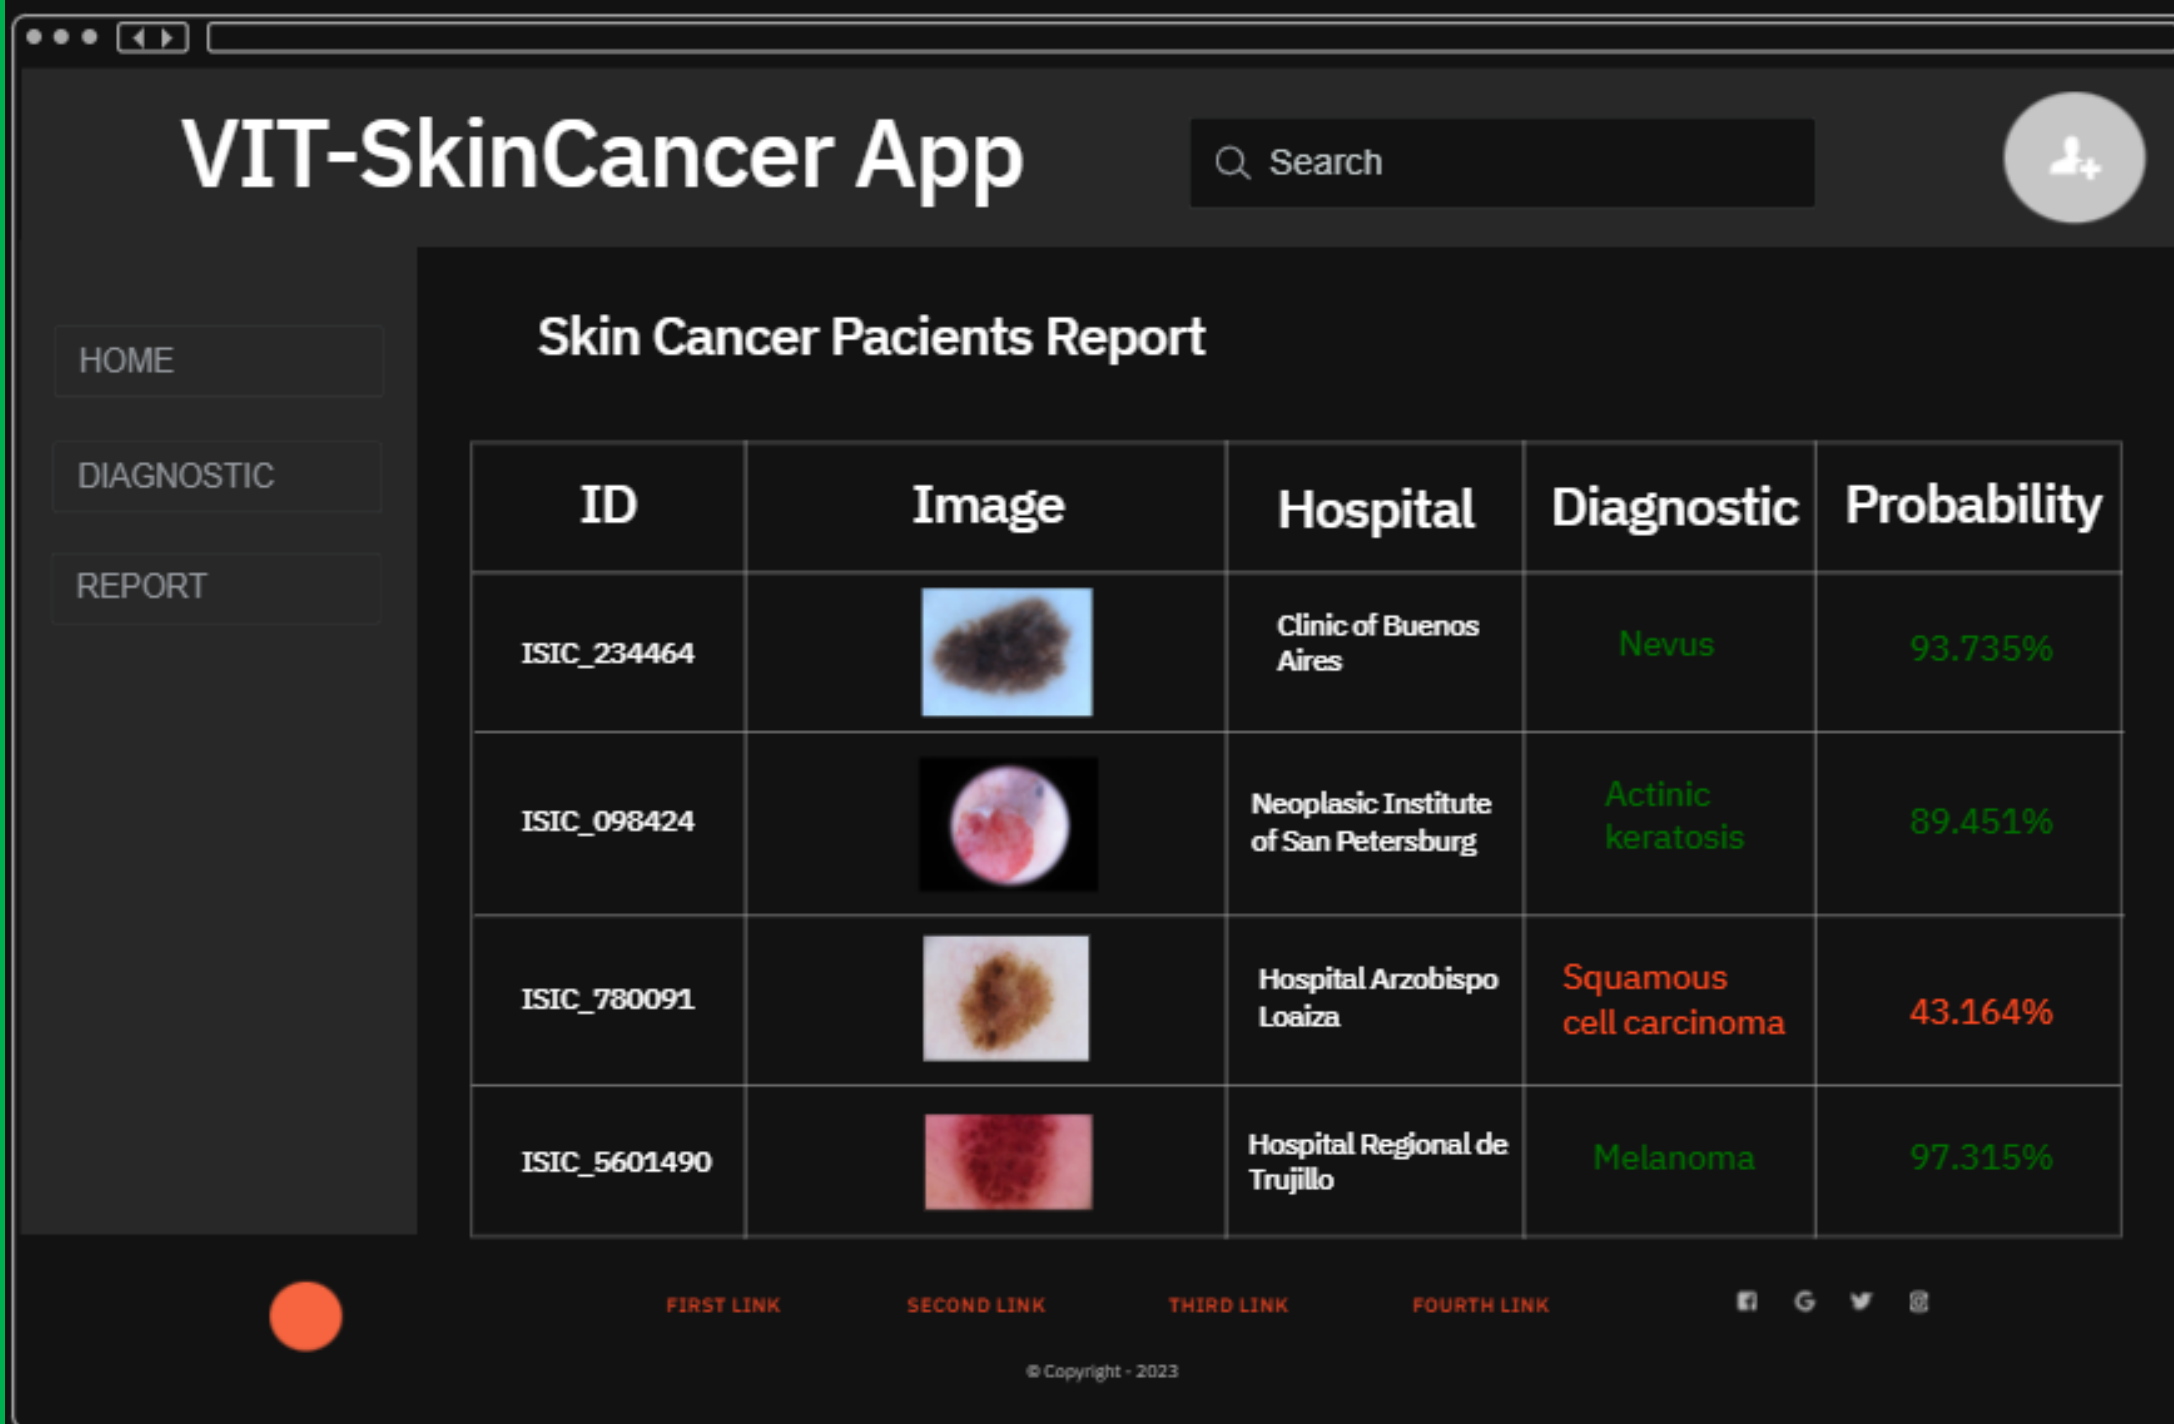 VIT-SkinCancer App
Search
HOME
DIAGNOSTIC
REPORT
Skin Cancer Pacients Report
ID Image Hospital Diagnostic Probability
ISIC_234464 Clinic of Buenos Nevus 93.735%
Aires
ISIC_098424 Neoplasic Institute Actinic 89.451%
of San Petersburg keratosis
ISIC_780091 Hospital Arzobispo Squamous 43.164%
Loaiza cell carcinoma
ISIC_5601490 Hospital Regional de Melanoma 97.315%
Trujillo
FIRST LINK SECOND LINK THIRD LINK FOURTH LINK
© Copyright - 2023